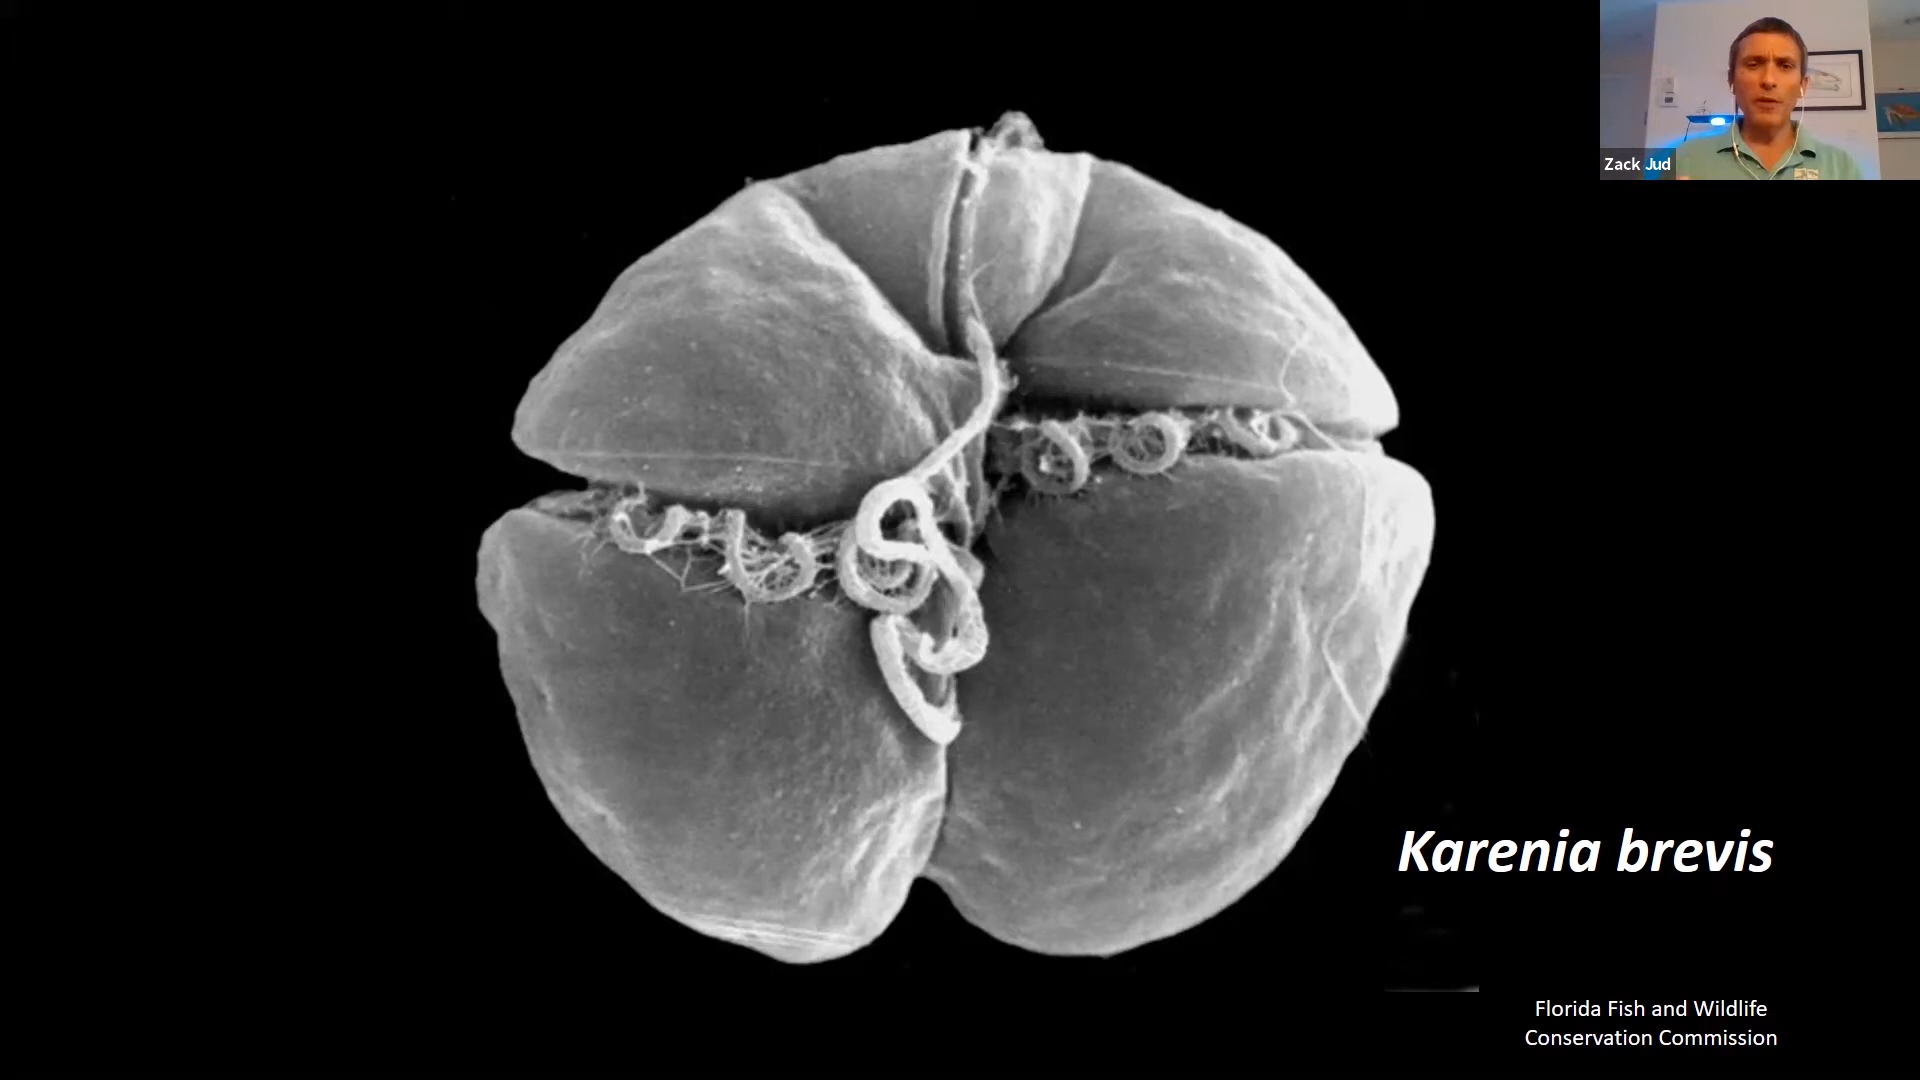 Zack Jud
Karenia brevis
Florida Fish and Wildlife
Conservation Commission